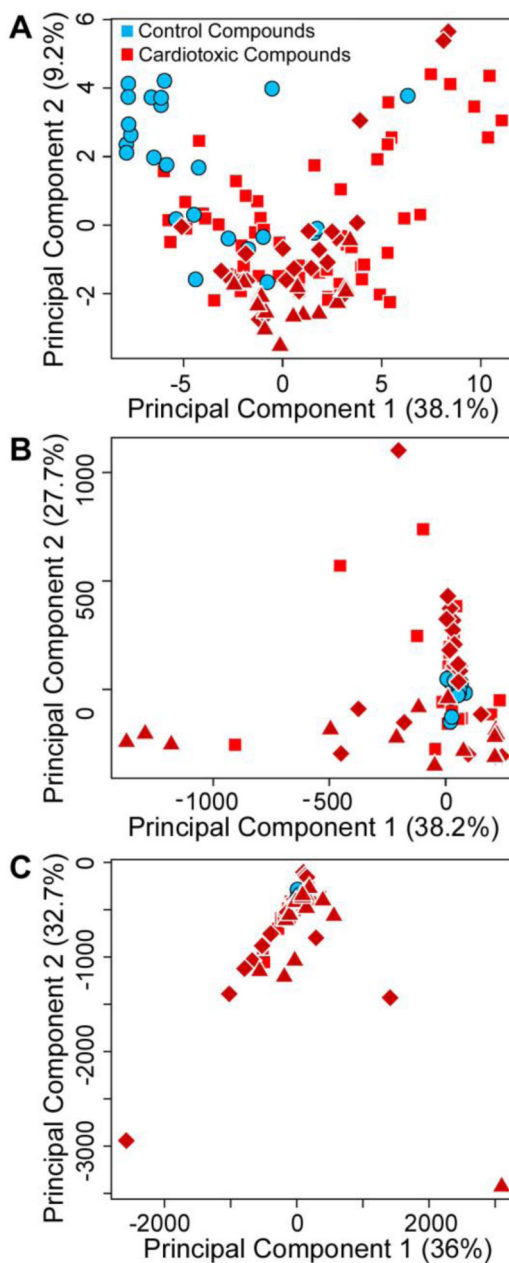 A
Control Compounds
Cardiotoxic Compounds
Principal Component 2 (9.2%)
6
4
2
0
-2
-5
0
5
10
Principal Component 1 (38.1%)
B
Principal Component 2 (27.7%)
1000
500
0
-1000
-500
0
Principal Component 1 (38.2%)
C
Principal Component 2 (32.7%)
0
-1000
-2000
-3000
-2000
0
2000
Principal Component 1 (36%)